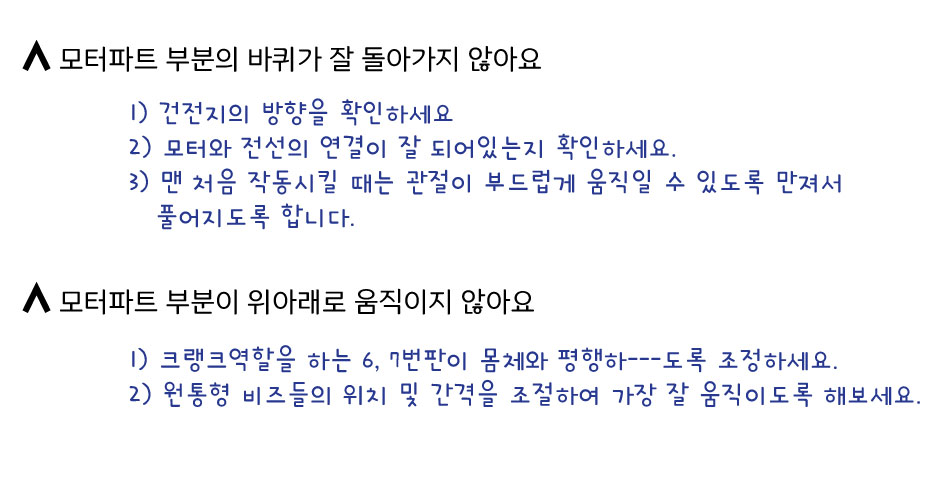 ∧ 모터파트 부분의 바퀴가 잘 돌아가지 않아요
1) 건전지의 방향을 확인하세요
2) 모터와 전선의 연결이 잘 되어있는지 확인하세요.
3) 맨 처음 작동시킬 때는 관절이 부드럽게 움직일 수 있도록 만져서
풀어지도록 합니다.
∧ 모터파트 부분이 위아래로 움직이지 않아요
1) 크랭크역할을 하는 6, 7번판이 몸체와 평행하---도록 조정하세요.
2) 원통형 비즈들의 위치 및 간격을 조절하여 가장 잘 움직이도록 해보세요.